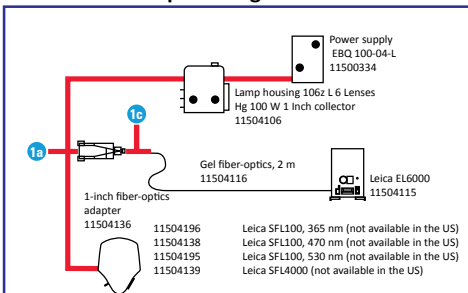 Power supply
EBQ 100-04-L
11500334
Lamp housing 106z L 6 Lenses
Hg 100 W 1 Inch collector
11504106
1c
1a
Gel fiber-optics, 2 m
11504116
Leica EL6000
11504115
1-inch fiber-optics
adapter
11504136
11504196 Leica SFL100, 365 nm (not available in the US)
11504138 Leica SFL100, 470 nm (not available in the US)
11504195 Leica SFL100, 530 nm (not available in the US)
11504139 Leica SFL4000 (not available in the US)